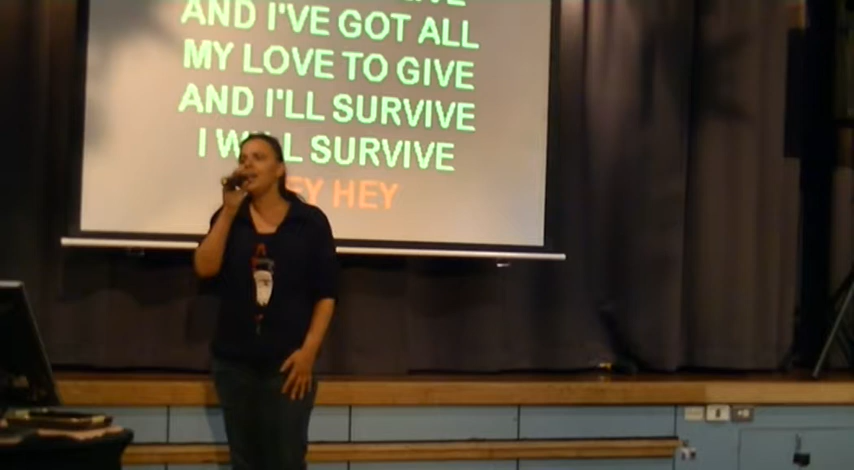 AND I'VE GOT ALL
MY LOVE TO GIVE
AND I'LL SURVIVE
SURVIVE
HEY